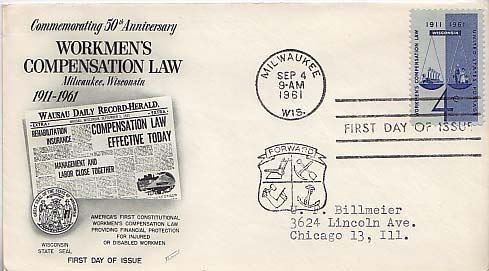 Commemorating 50th Anniversary
WORKMEN'S
COMPENSATION LAW
Milwaukee, Wisconsin
1911-1961
WAUSAU DAILY RECORD-HERALD.
EXTRA
EXTRA
REHABILITATION
INSURANCE
COMPENSATION LAW
EFFECTIVE TODAY
MANAGEMENT AND
LABOR CLOSE TOGETHER
WISCONSIN
STATE SEAL
AMERICA'S FIRST CONSTITUTIONAL
WORKMEN'S COMPENSATION LAW
PROVIDING FINANCIAL PROTECTION
FOR INJURED
OR DISABLED WORKMEN
FIRST DAY OF ISSUE
MILWAUKEE
SEP 4
9-AM
1961
WIS.
1911 1961
WISCONSIN
WORKMEN'S COMPENSATION LAW
4
FIRST DAY OF ISSUE
FORWARD
Billmeier
3624 Lincoln Ave.
Chicago 13, Ill.